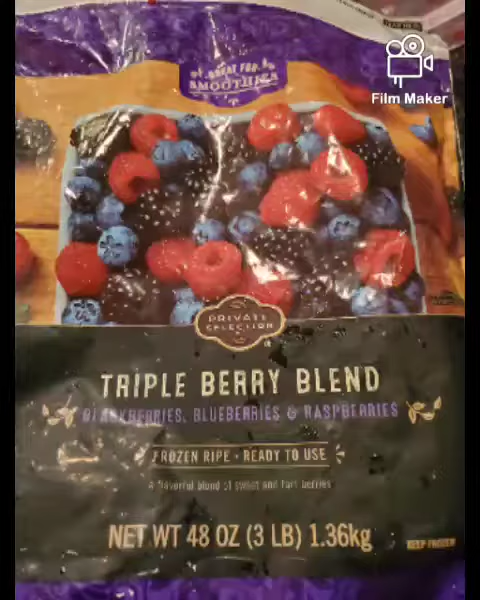 GREAT FOR
SMOOTHIES
Film Maker
PRIVATE
SELECTION
TRIPLE BERRY BLEND
BLACKBERRIES, BLUEBERRIES & RASPBERRIES
FROZEN RIPE • READY TO USE
A flavorful blend of sweet and tart berries
NET WT 48 OZ (3 LB) 1.36kg
KEEP FROZEN